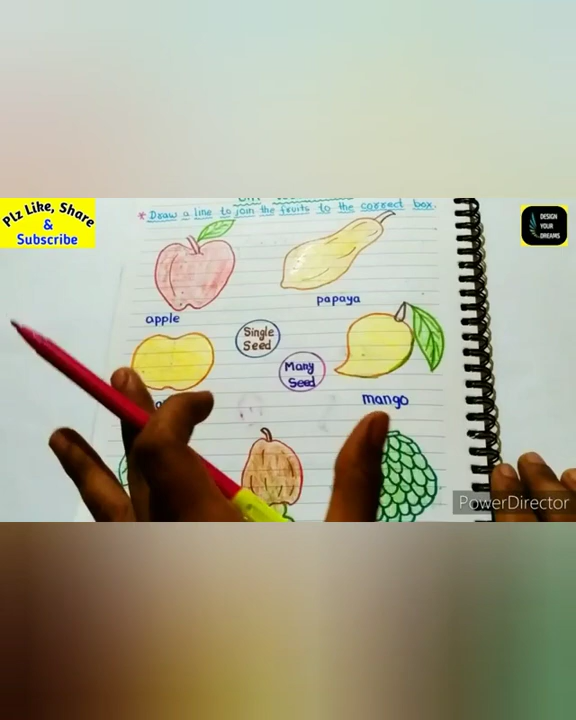 Plz Like, Share
&
Subscribe
DESIGN
YOUR
DREAMS
* Draw a line to join the fruits to the correct box.
apple
papaya
Single
Seed
Many
Seed
mango
PowerDirector